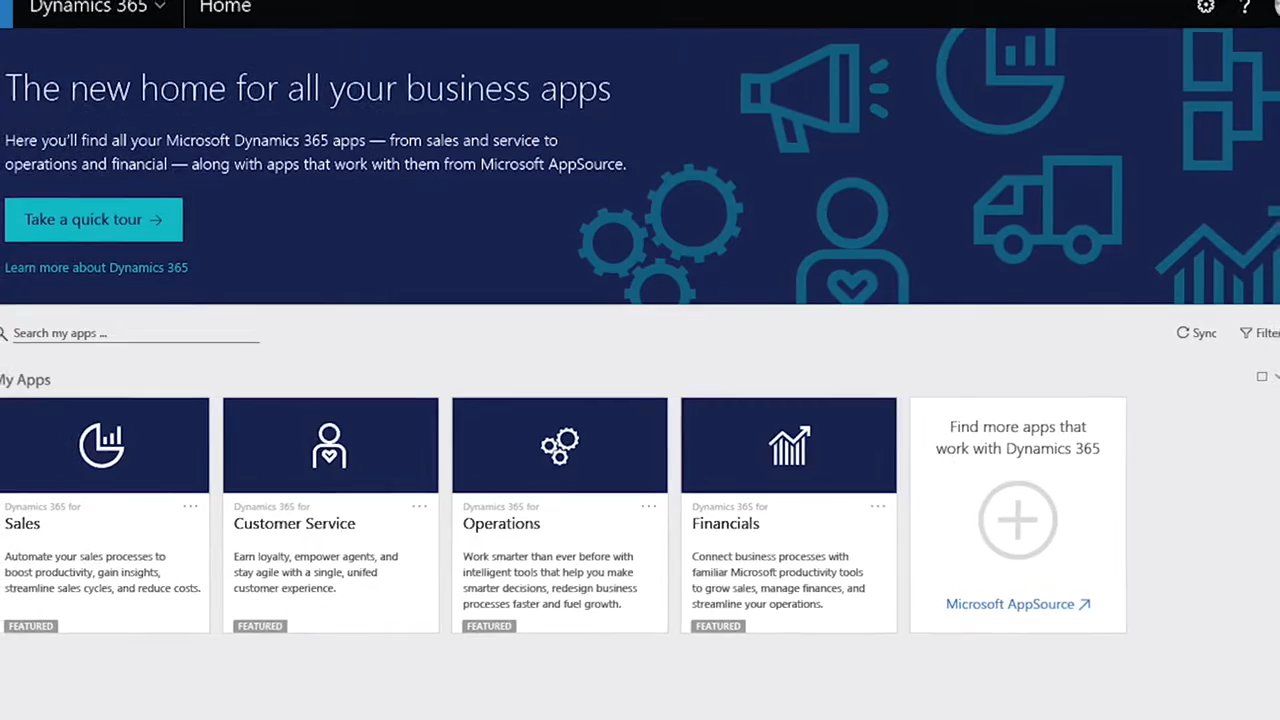 Dynamics 365 Home ?
The new home for all your business apps
Here you'll find all your Microsoft Dynamics 365 apps — from sales and service to
operations and financial — along with apps that work with them from Microsoft AppSource.
Take a quick tour →
Learn more about Dynamics 365
Search my apps ...
Sync
Filter
My Apps
Dynamics 365 for
Sales
Automate your sales processes to
boost productivity, gain insights,
streamline sales cycles, and reduce costs.
FEATURED
Dynamics 365 for
Customer Service
Earn loyalty, empower agents, and
stay agile with a single, unifed
customer experience.
FEATURED
Dynamics 365 for
Operations
Work smarter than ever before with
intelligent tools that help you make
smarter decisions, redesign business
processes faster and fuel growth.
FEATURED
Dynamics 365 for
Financials
Connect business processes with
familiar Microsoft productivity tools
to grow sales, manage finances, and
streamline your operations.
FEATURED
Find more apps that
work with Dynamics 365
Microsoft AppSource